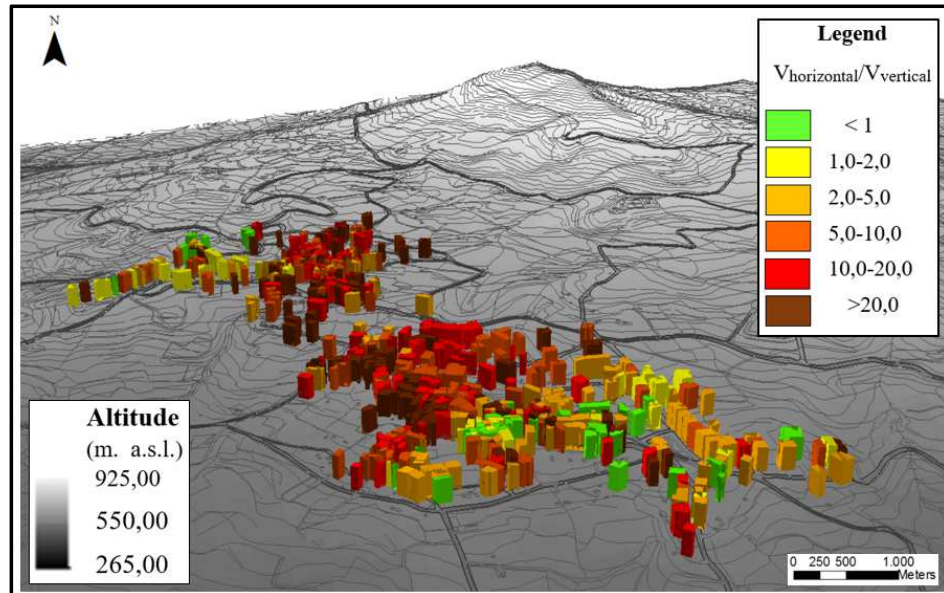 N
Legend
Vhorizontal/Vvertical
< 1
1,0-2,0
2,0-5,0
5,0-10,0
10,0-20,0
>20,0
Altitude
(m. a.s.l.)
925,00
550,00
265,00
0 250 500 1.000
Meters